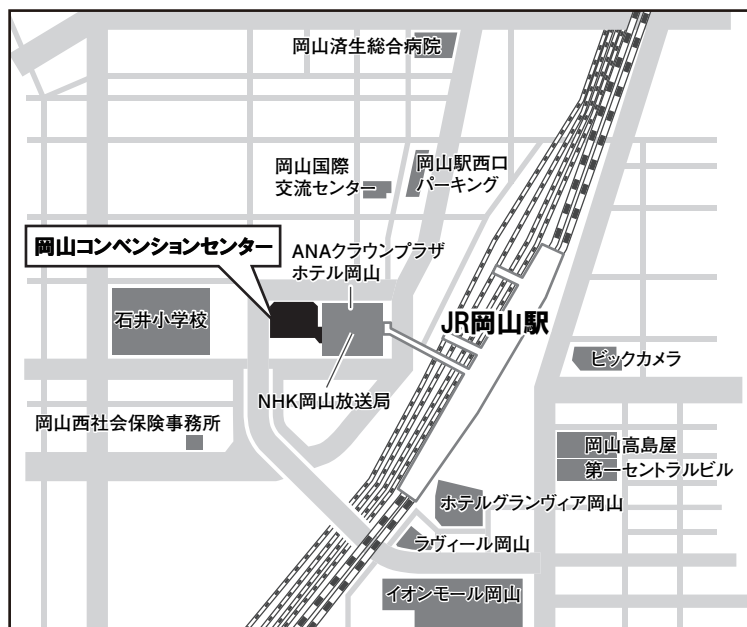 岡山済生総合病院
岡山国際
交流センター
岡山駅西口
パーキング
岡山コンベンションセンター
ANAクラウンプラザ
ホテル岡山
石井小学校
JR岡山駅
ビックカメラ
NHK岡山放送局
岡山西社会保険事務所
岡山高島屋
第一セントラルビル
ホテルグランヴィア岡山
ラヴィール岡山
イオンモール岡山